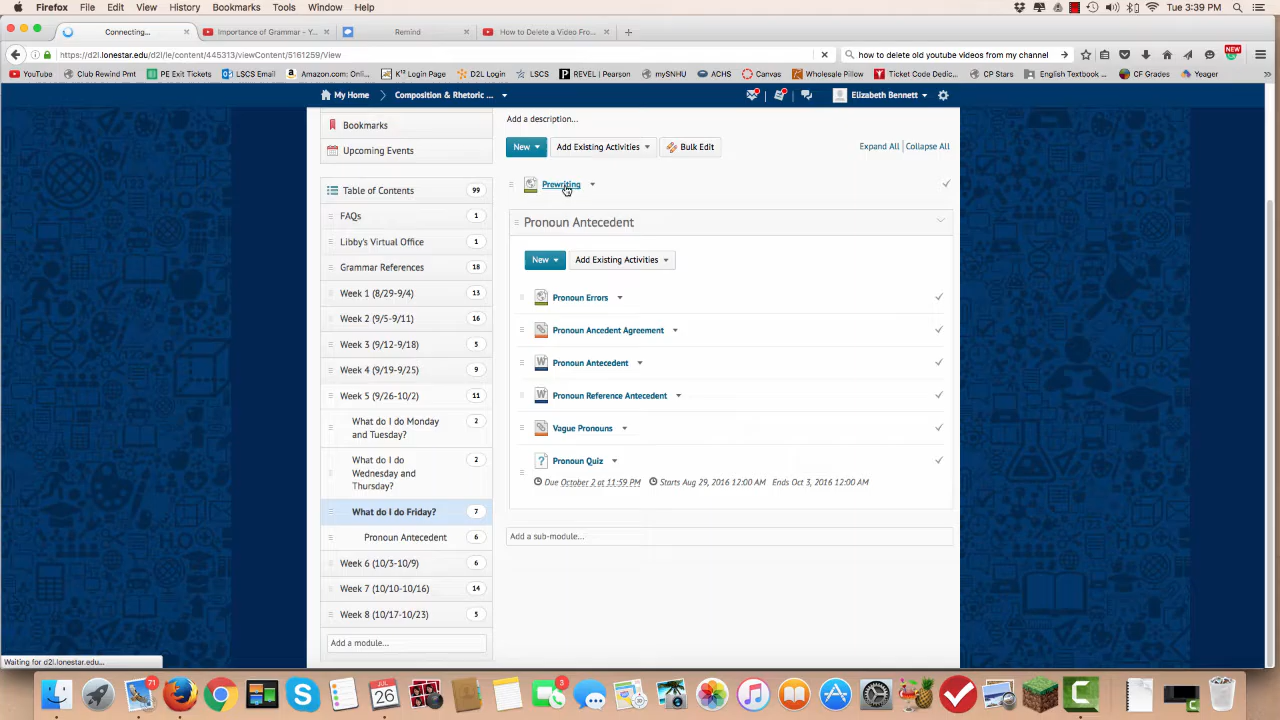 Firefox File Edit View History Bookmarks Tools Window Help Tue 3:39 PM
Connecting... Importance of Grammar - Y... Remind How to Delete a Video Fro...
https://d2l.lonestar.edu/d2l/le/content/445313/viewContent/5161259/View how to delete old youtube videos from my channel NEW
YouTube Club Rewind Pmt PE Exit Tickets LSCS Email Amazon.com: Onlin... K12 Login Page D2L Login LSCS REVEL | Pearson mySNHU ACHS Canvas Wholesale Pillow Ticket Code Dedic... CP Stars English Textbook ... CF Grades Yeager
My Home Composition & Rhetoric ... Elizabeth Bennett
Bookmarks
Upcoming Events
Table of Contents 99
FAQs 1
Libby's Virtual Office 1
Grammar References 18
Week 1 (8/29-9/4) 13
Week 2 (9/5-9/11) 16
Week 3 (9/12-9/18) 5
Week 4 (9/19-9/25) 9
Week 5 (9/26-10/2) 11
What do I do Monday 2
and Tuesday?
What do I do 2
Wednesday and
Thursday?
What do I do Friday? 7
Pronoun Antecedent 6
Week 6 (10/3-10/9) 6
Week 7 (10/10-10/16) 14
Week 8 (10/17-10/23) 5
Add a module...
Add a description...
New Add Existing Activities Bulk Edit Expand All Collapse All
Prewriting
Pronoun Antecedent
New Add Existing Activities
Pronoun Errors
Pronoun Ancedent Agreement
Pronoun Antecedent
Pronoun Reference Antecedent
Vague Pronouns
Pronoun Quiz
Due October 2 at 11:59 PM Starts Aug 29, 2016 12:00 AM Ends Oct 3, 2016 12:00 AM
Add a sub-module...
Waiting for d2l.lonestar.edu...
71 JUL 26 3